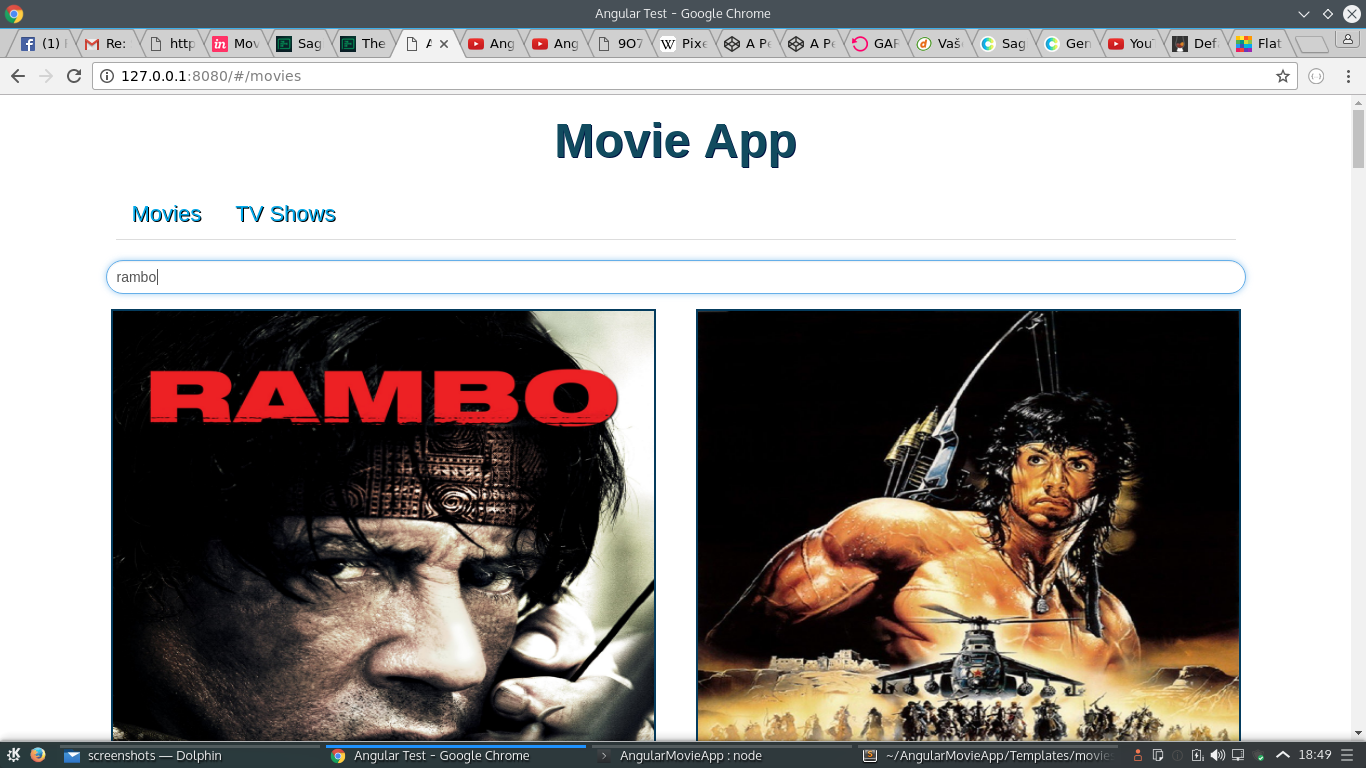 Angular Test - Google Chrome
(1)
Re:
http
Mov
Sag
The
Ang
Ang
9O7
Pixe
A Pe
A Pe
GAF
Vaš
Sag
Gen
YouT
Def
Flat
127.0.0.1:8080/#/movies
Movie App
Movies TV Shows
rambo
RAMBO
screenshots — Dolphin
Angular Test - Google Chrome
AngularMovieApp : node
~/AngularMovieApp/Templates/movies
18:49